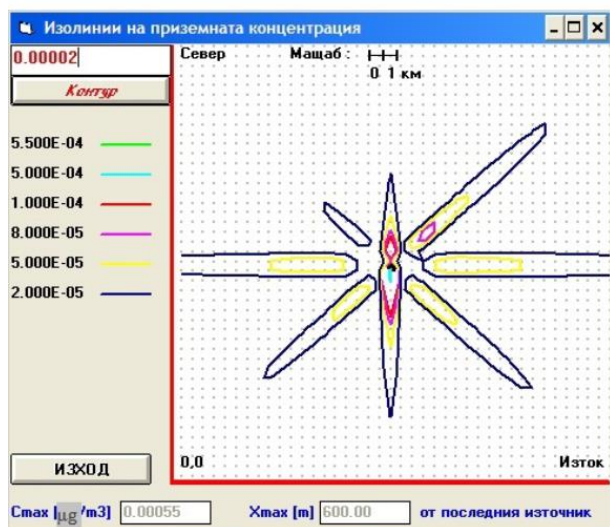 Изолинии на приземната концентрация
0.00002
Север
Мащаб :
0 1 км
Контур
5.500E-04
5.000E-04
1.000E-04
8.000E-05
5.000E-05
2.000E-05
ИЗХОД
0,0
Изток
Cmax [µg/m3] 0.00055 Xmax [m] 600.00 от последния източник